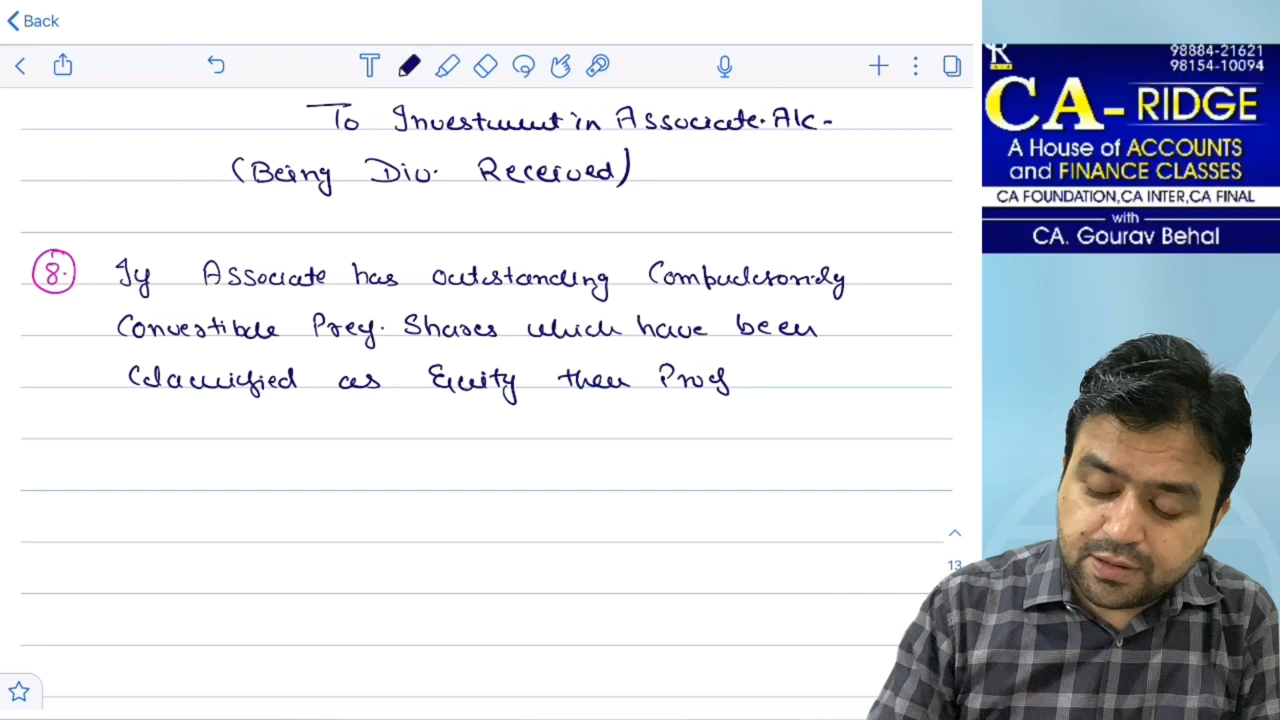 Back
To Investment in Associate. A/c -
(Being Div. Received)
8. If Associate has outstanding Compulsorily
Convertible Pref. Shares which have been
Classified as Equity then Prof
13
R
98884-21621
98154-10094
CA-RIDGE
A House of ACCOUNTS
and FINANCE CLASSES
CA FOUNDATION,CA INTER,CA FINAL
with
CA. Gourav Behal